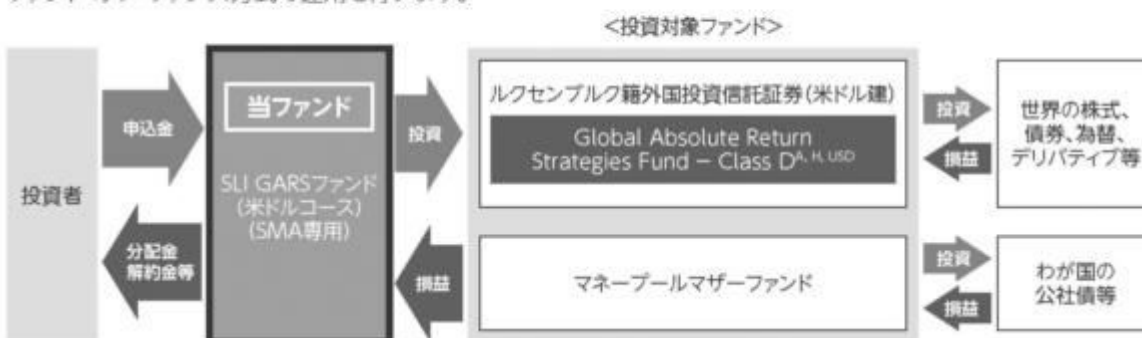 <投資対象ファンド>
投資者
申込金
分配金
解約金等
当ファンド
SLI GARSファンド
(米ドルコース)
(SMA専用)
投資
損益
ルクセンブルク籍外国投資信託証券(米ドル建)
Global Absolute Return
Strategies Fund – Class D^A, H, USD
マネープールマザーファンド
投資
損益
世界の株式、
債券、為替、
デリバティブ等
投資
損益
わが国の
公社債等